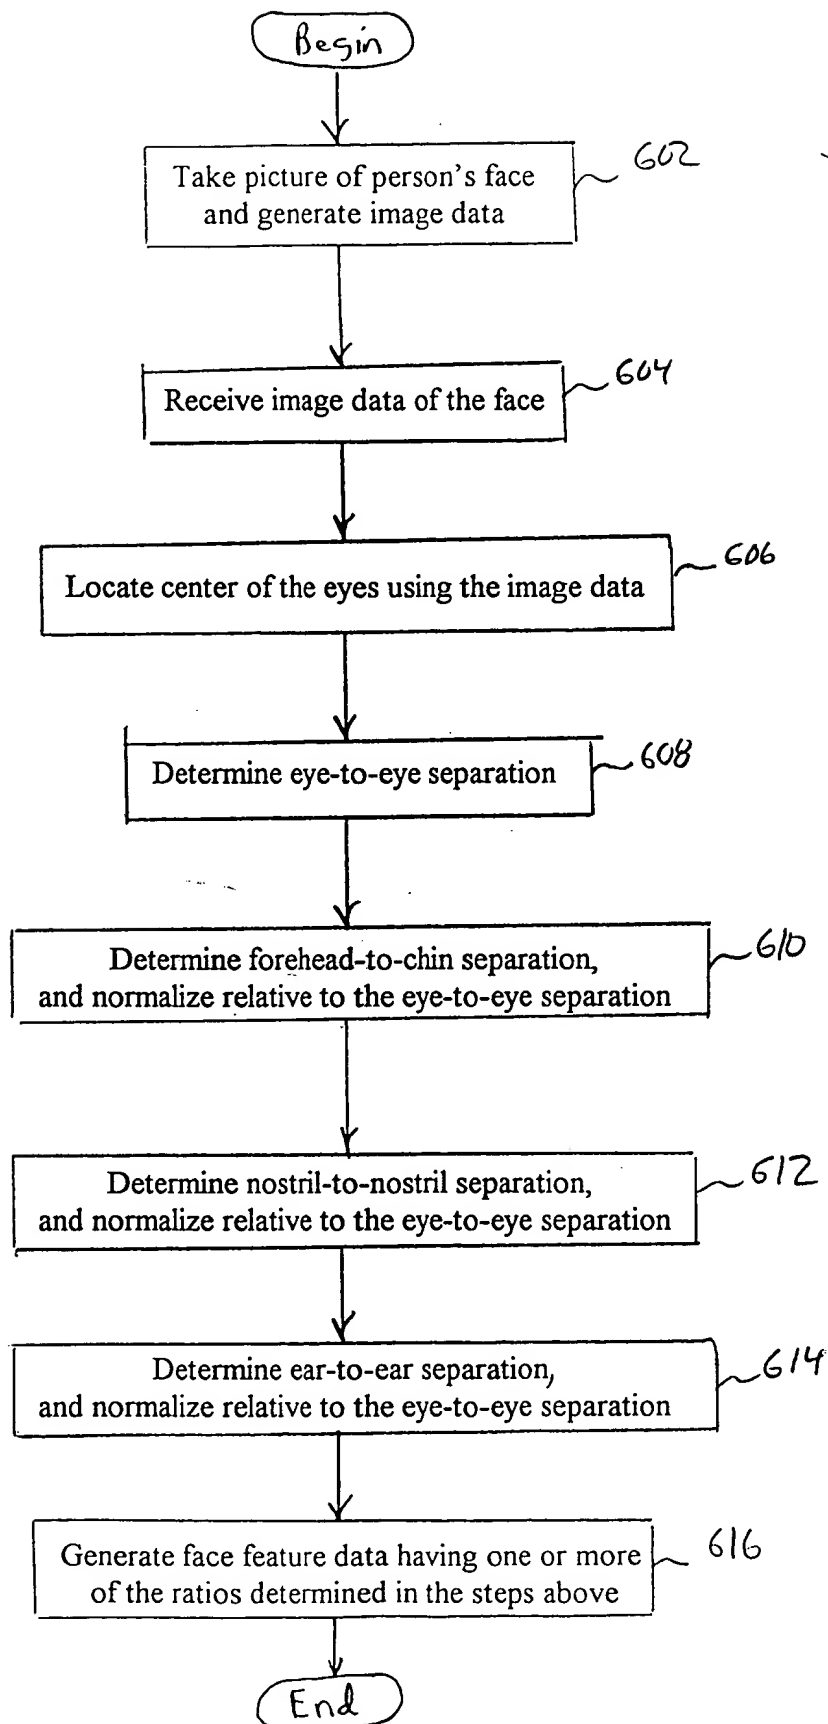 Begin
Take picture of person's face
and generate image data
602
Receive image data of the face
604
Locate center of the eyes using the image data
606
Determine eye-to-eye separation
608
Determine forehead-to-chin separation,
and normalize relative to the eye-to-eye separation
610
Determine nostril-to-nostril separation,
and normalize relative to the eye-to-eye separation
612
Determine ear-to-ear separation,
and normalize relative to the eye-to-eye separation
614
Generate face feature data having one or more
of the ratios determined in the steps above
616
End